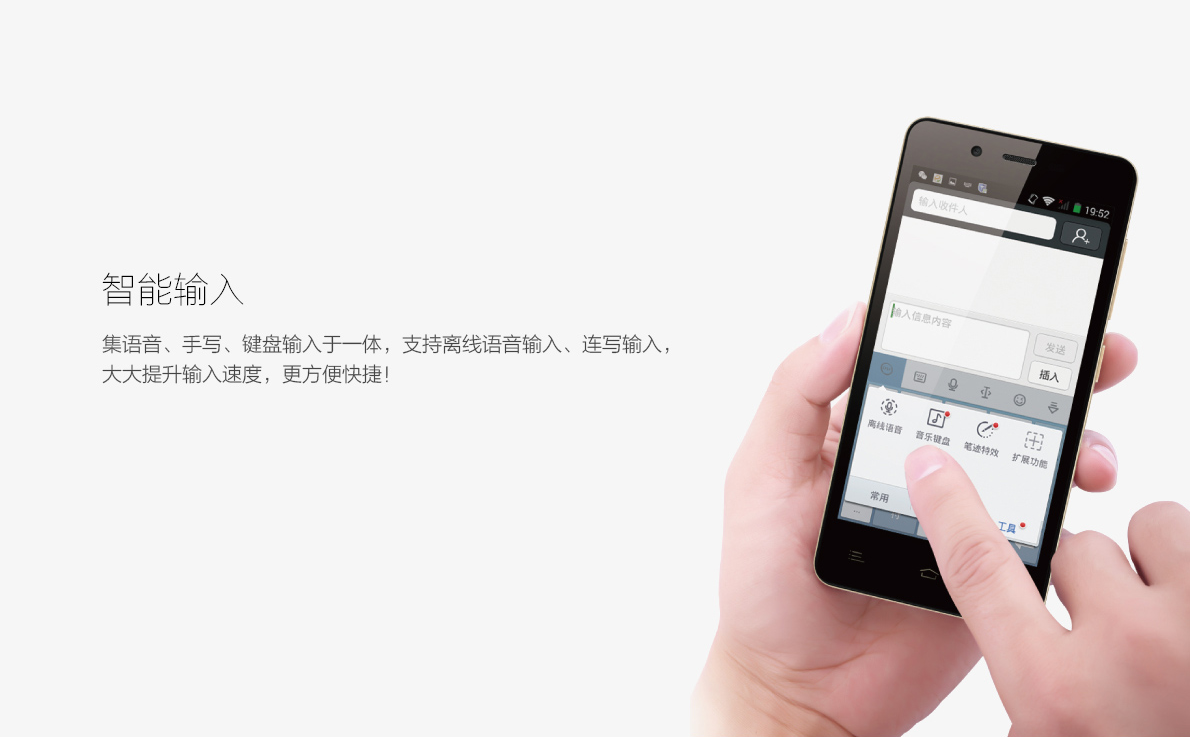 智能输入
集语音、手写、键盘输入于一体，支持离线语音输入、连写输入，
大大提升输入速度，更方便快捷！
19:52
输入收件人
输入信息内容
发送
插入
离线语音
音乐键盘
笔迹特效
扩展功能
常用
工具